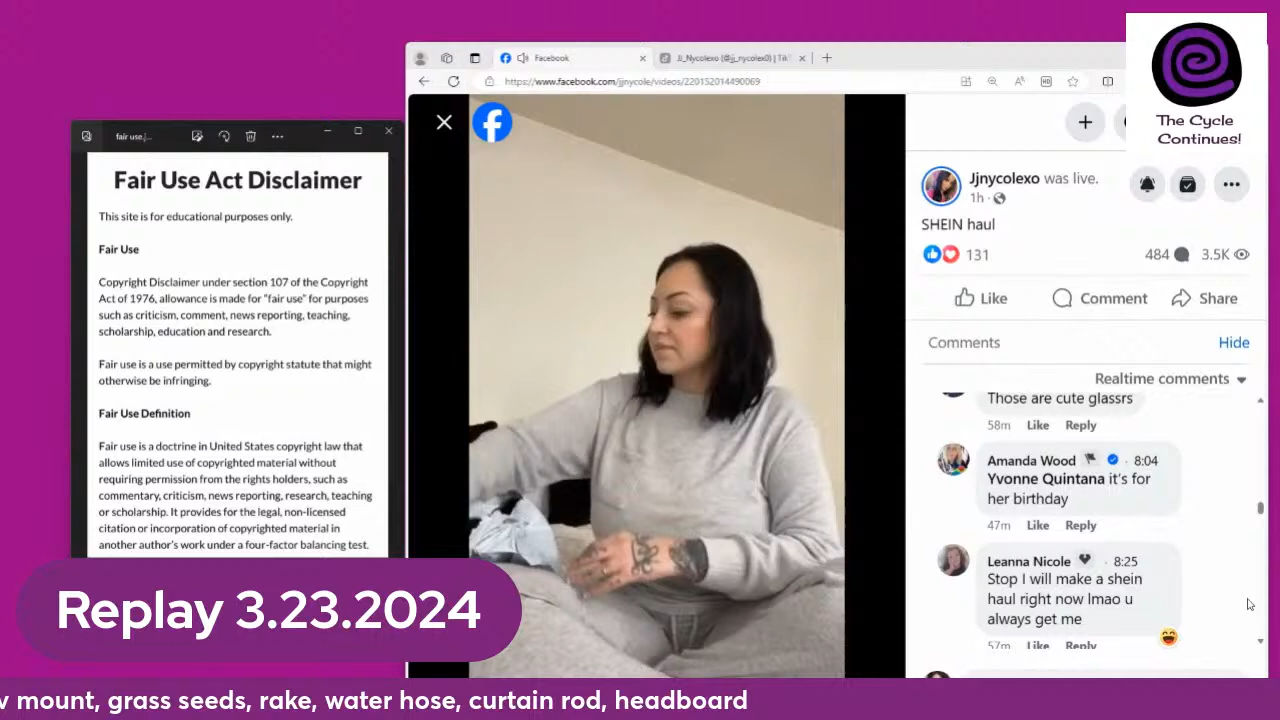 Facebook
JJ_Nycolexo (@jj_nycolex0) | Tik
https://www.facebook.com/jjnycole/videos/220152014490069
The Cycle
Continues!
fair use.j...
Fair Use Act Disclaimer
This site is for educational purposes only.
Fair Use
Copyright Disclaimer under section 107 of the Copyright
Act of 1976, allowance is made for “fair use” for purposes
such as criticism, comment, news reporting, teaching,
scholarship, education and research.
Fair use is a use permitted by copyright statute that might
otherwise be infringing.
Fair Use Definition
Fair use is a doctrine in United States copyright law that
allows limited use of copyrighted material without
requiring permission from the rights holders, such as
commentary, criticism, news reporting, research, teaching
or scholarship. It provides for the legal, non-licensed
citation or incorporation of copyrighted material in
another author’s work under a four-factor balancing test.
Jjnycolexo was live.
1h ·
SHEIN haul
131
484
3.5K
Like
Comment
Share
Comments
Hide
Realtime comments
Those are cute glassrs
58m Like Reply
Amanda Wood · 8:04
Yvonne Quintana it's for
her birthday
47m Like Reply
Leanna Nicole · 8:25
Stop I will make a shein
haul right now lmao u
always get me
57m Like Reply
Replay 3.23.2024
mount, grass seeds, rake, water hose, curtain rod, headboard